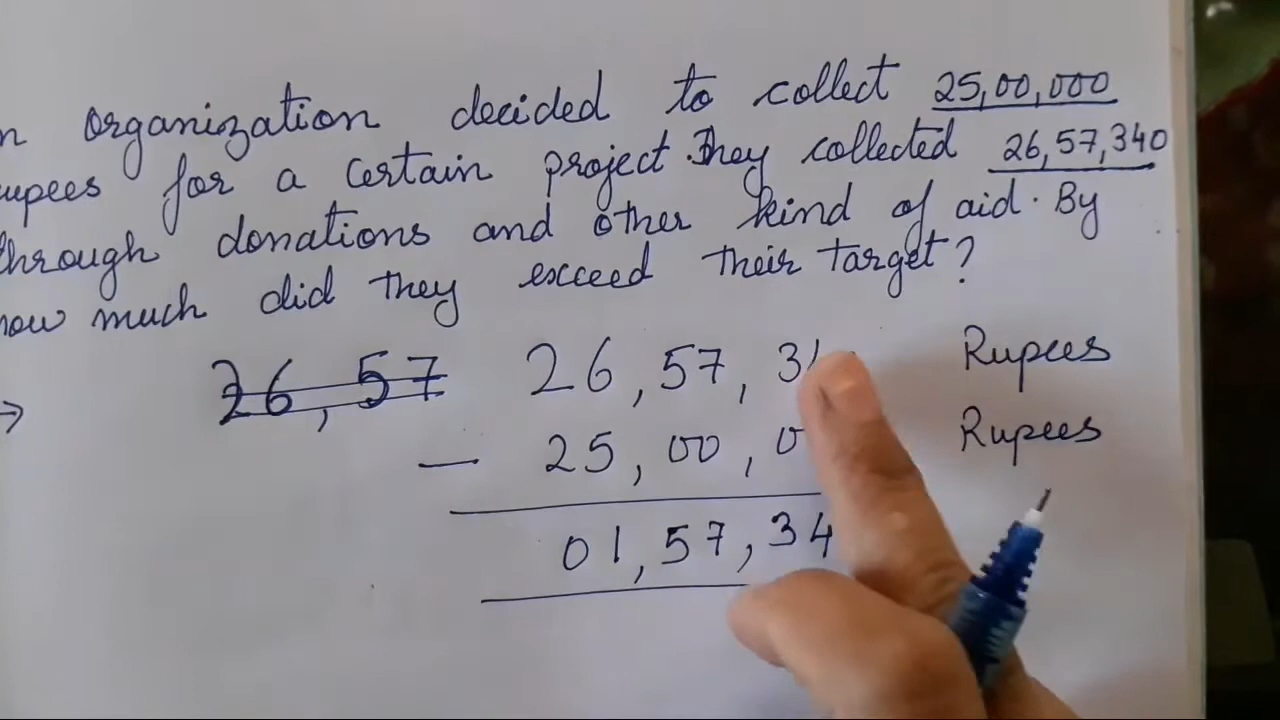 n organization decided to collect 25,00,000
upees for a certain project. They collected 26,57,340
through donations and other kind of aid. By
how much did they exceed their target?
→ 26,57 26,57,3 Rupees
— 25,00,0 Rupees
01,57,34